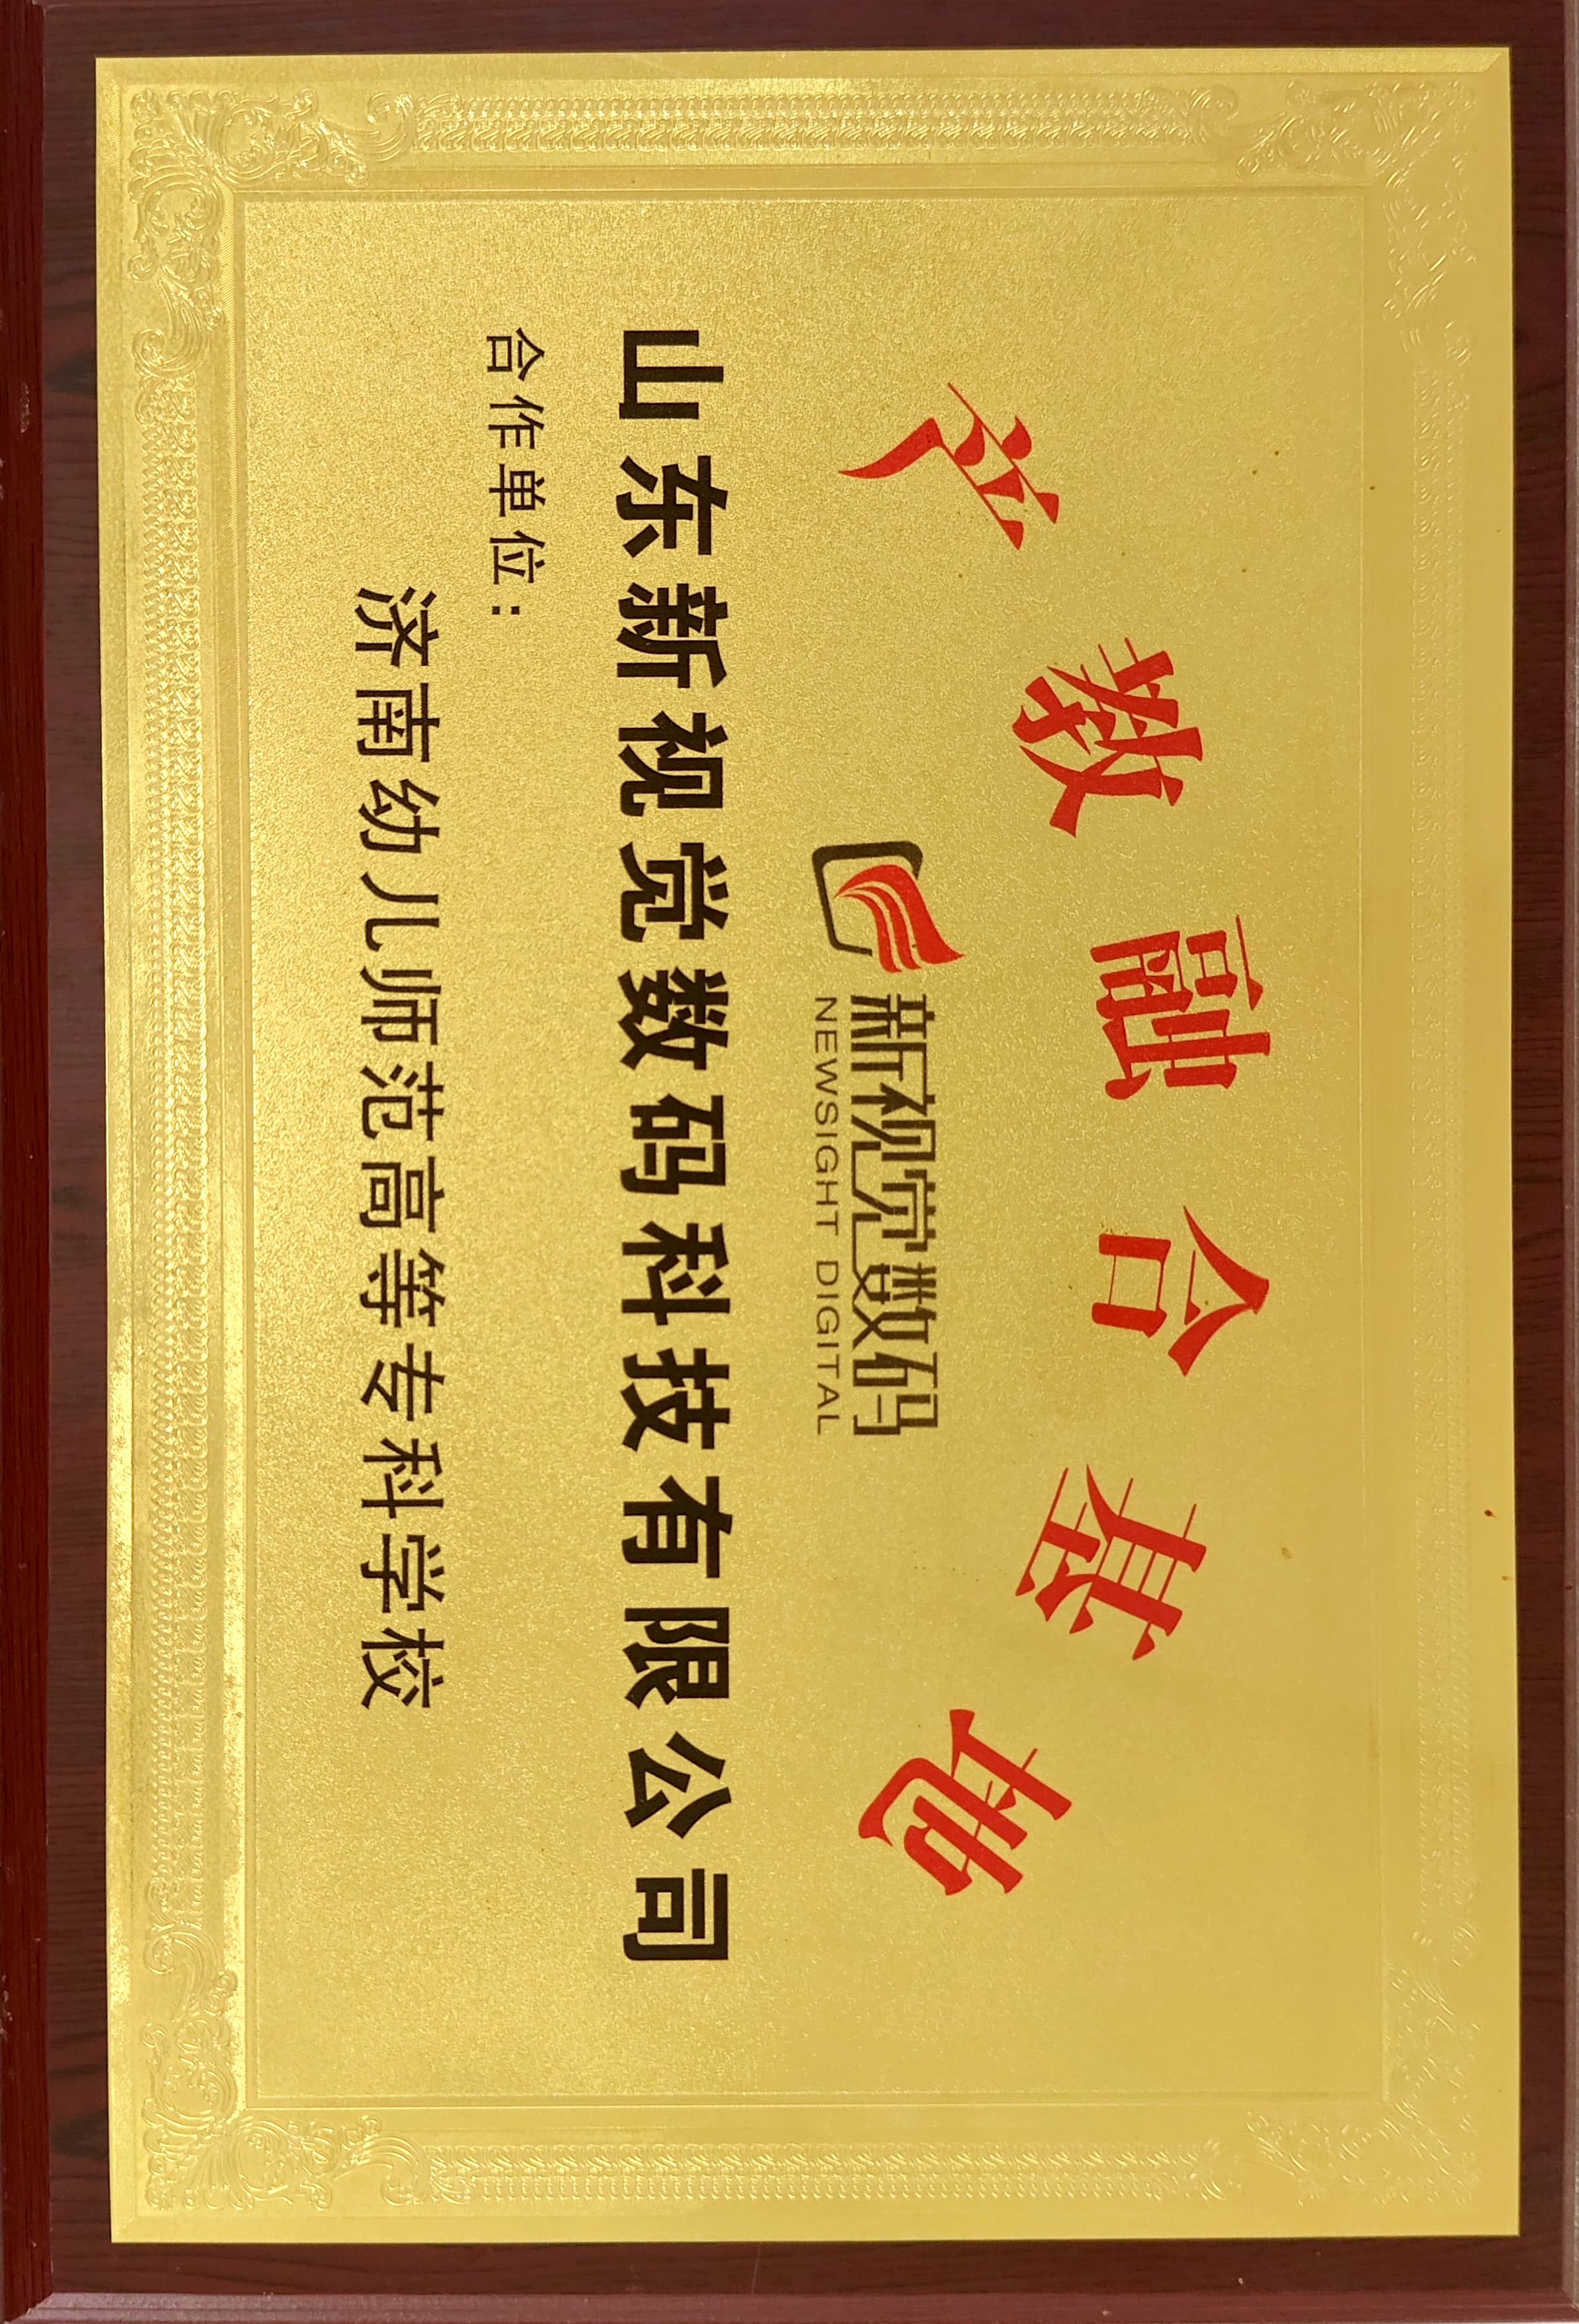 产教融合基地
新视觉数码
NEWSIGHT DIGITAL
山东新视觉数码科技有限公司
合作单位：
济南幼儿师范高等专科学校